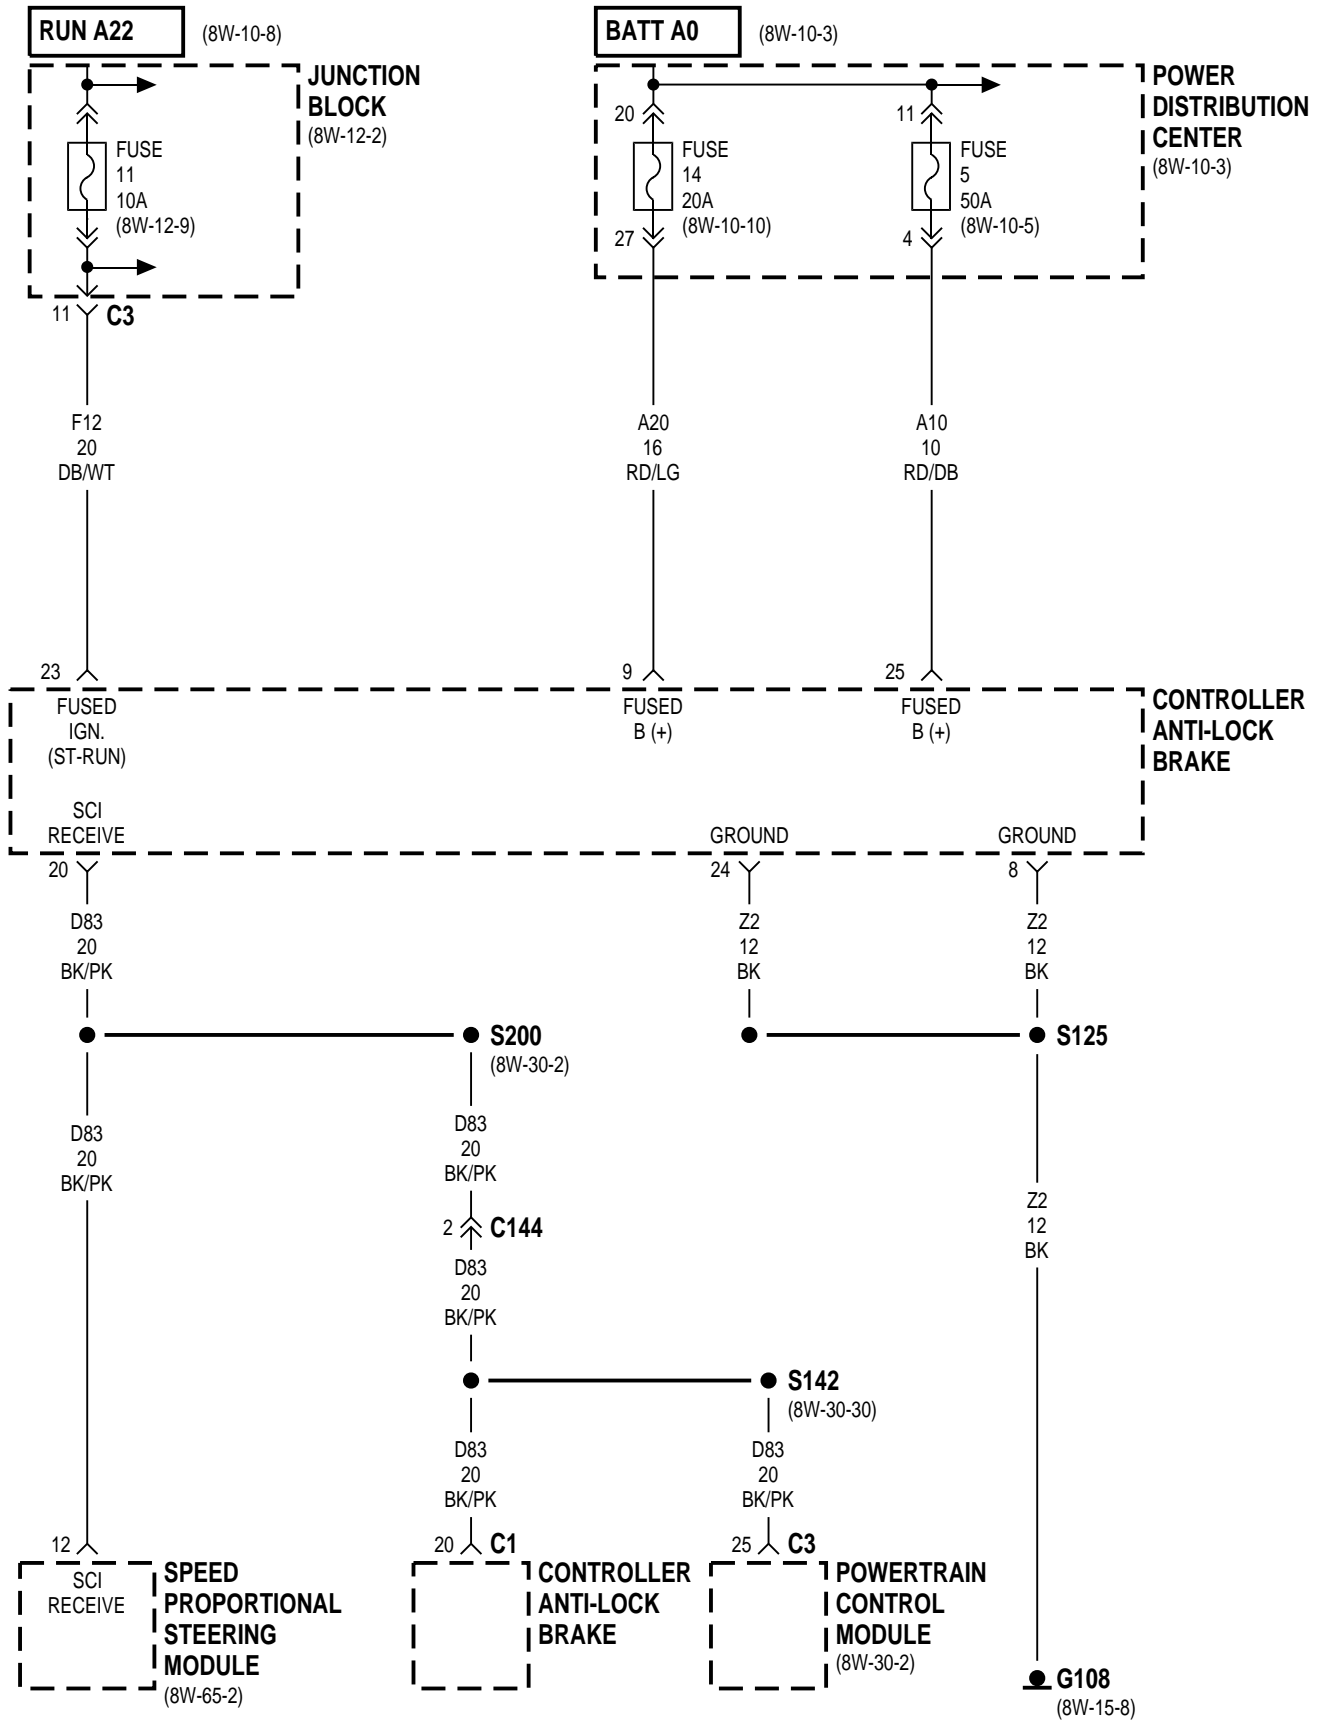 RUN A22
(8W-10-8)
BATT A0
(8W-10-3)
JUNCTION
BLOCK
(8W-12-2)
FUSE
11
10A
(8W-12-9)
11
C3
20
FUSE
14
20A
(8W-10-10)
27
11
FUSE
5
50A
(8W-10-5)
4
POWER
DISTRIBUTION
CENTER
(8W-10-3)
F12
20
DB/WT
A20
16
RD/LG
A10
10
RD/DB
23
9
25
FUSED
IGN.
(ST-RUN)
FUSED
B (+)
FUSED
B (+)
CONTROLLER
ANTI-LOCK
BRAKE
SCI
RECEIVE
GROUND
GROUND
20
24
8
D83
20
BK/PK
Z2
12
BK
Z2
12
BK
S200
(8W-30-2)
S125
D83
20
BK/PK
D83
20
BK/PK
2
C144
D83
20
BK/PK
Z2
12
BK
S142
(8W-30-30)
D83
20
BK/PK
D83
20
BK/PK
12
20
C1
25
C3
SCI
RECEIVE
SPEED
PROPORTIONAL
STEERING
MODULE
(8W-65-2)
CONTROLLER
ANTI-LOCK
BRAKE
POWERTRAIN
CONTROL
MODULE
(8W-30-2)
G108
(8W-15-8)